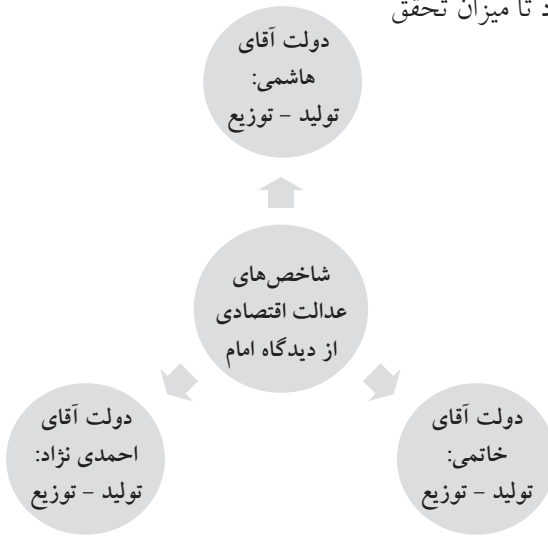 د تا میزان تحقق
دولت آقای
هاشمی:
تولید - توزیع
شاخص‌های
عدالت اقتصادی
از دیدگاه امام
دولت آقای
خاتمی:
تولید - توزیع
دولت آقای
احمدی نژاد:
تولید - توزیع